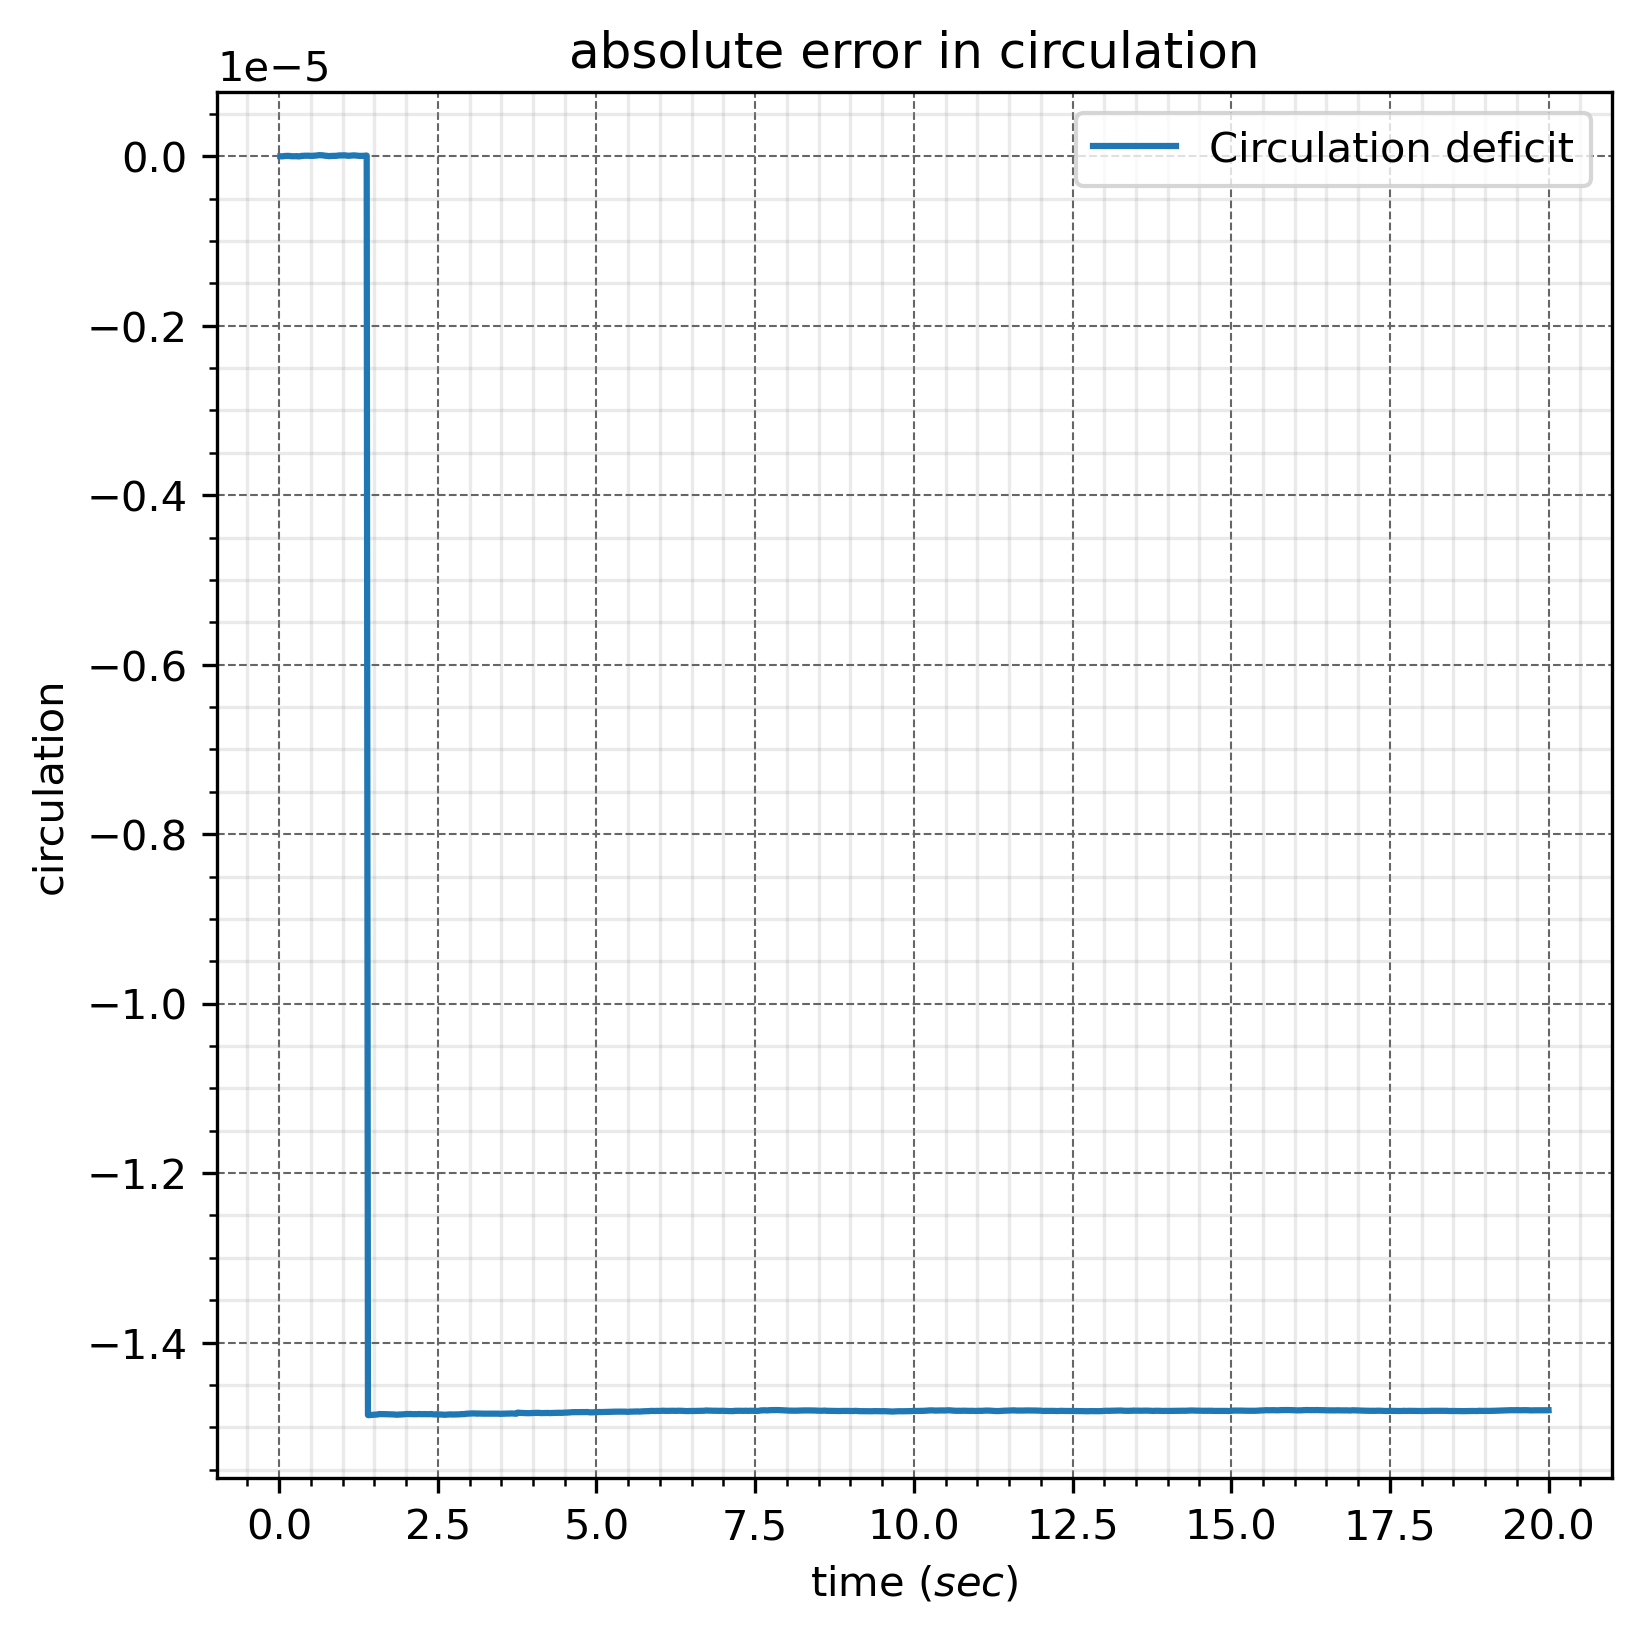 absolute error in circulation
1e−5
Circulation deficit
0.0
−0.2
−0.4
−0.6
−0.8
−1.0
−1.2
−1.4
circulation
0.0 2.5 5.0 7.5 10.0 12.5 15.0 17.5 20.0
time (sec)